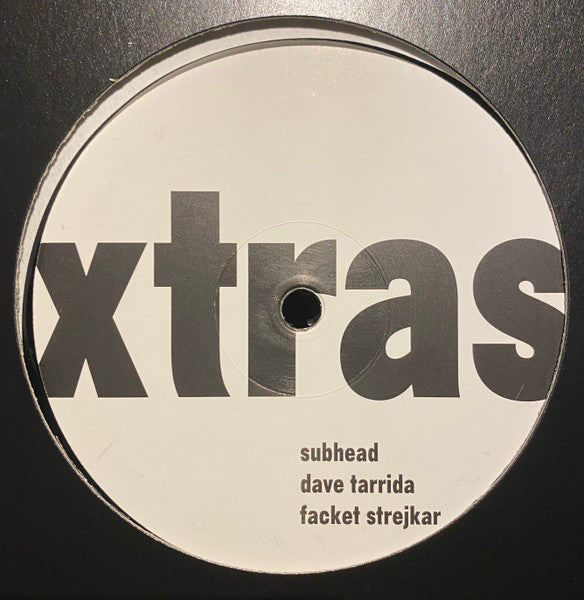 xtras
subhead
dave tarrida
facket strejkar